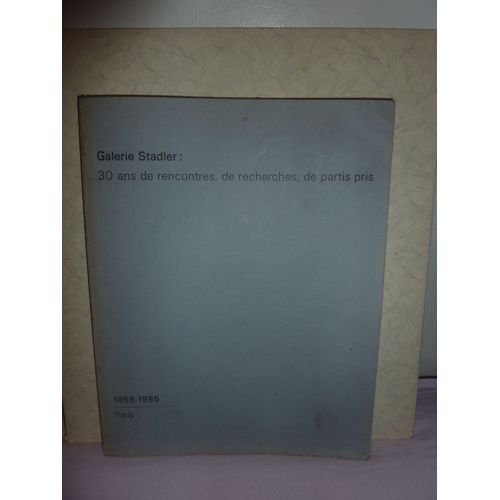 Galerie Stadler:
30 ans de rencontres, de recherches, de partis pris
1955-1985
Paris